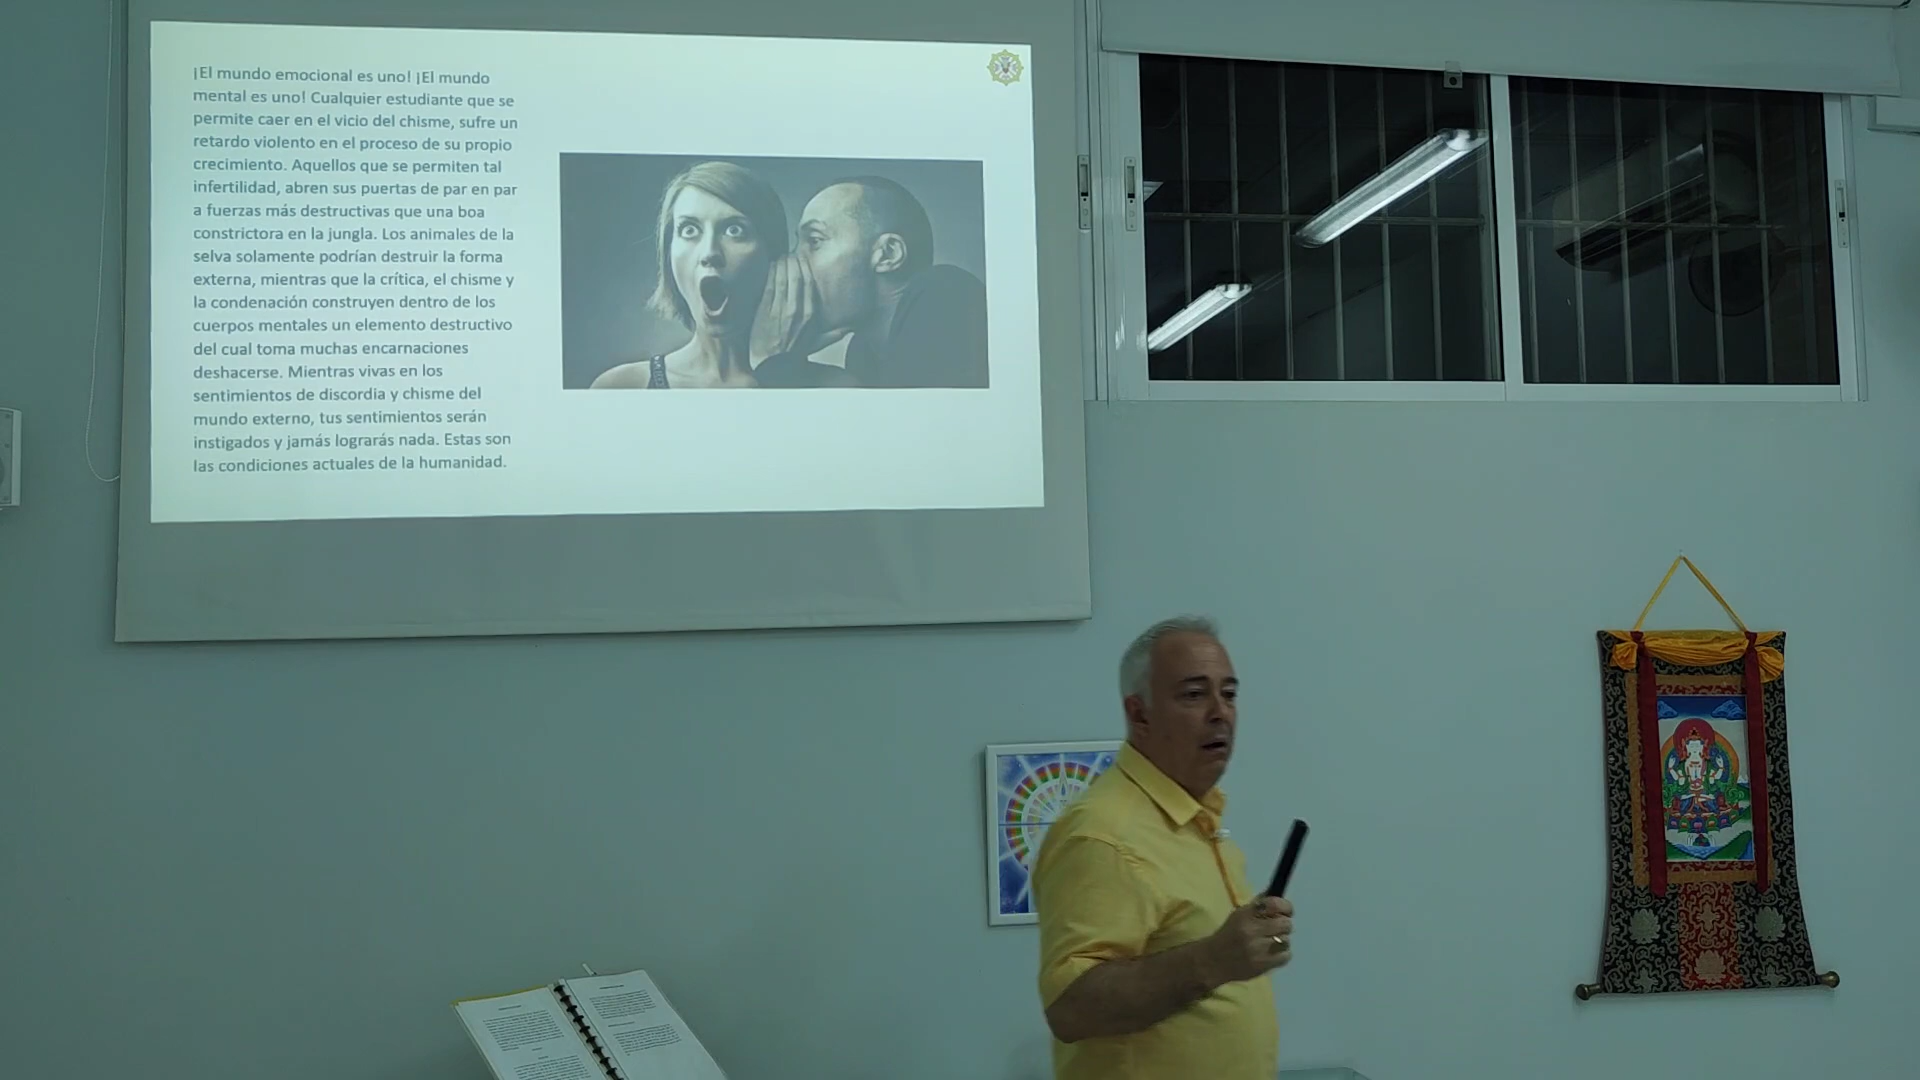 ¡El mundo emocional es uno! ¡El mundo
mental es uno! Cualquier estudiante que se
permite caer en el vicio del chisme, sufre un
retardo violento en el proceso de su propio
crecimiento. Aquellos que se permiten tal
infertilidad, abren sus puertas de par en par
a fuerzas más destructivas que una boa
constrictora en la jungla. Los animales de la
selva solamente podrían destruir la forma
externa, mientras que la crítica, el chisme y
la condenación construyen dentro de los
cuerpos mentales un elemento destructivo
del cual toma muchas encarnaciones
deshacerse. Mientras vivas en los
sentimientos de discordia y chisme del
mundo externo, tus sentimientos serán
instigados y jamás lograrás nada. Estas son
las condiciones actuales de la humanidad.